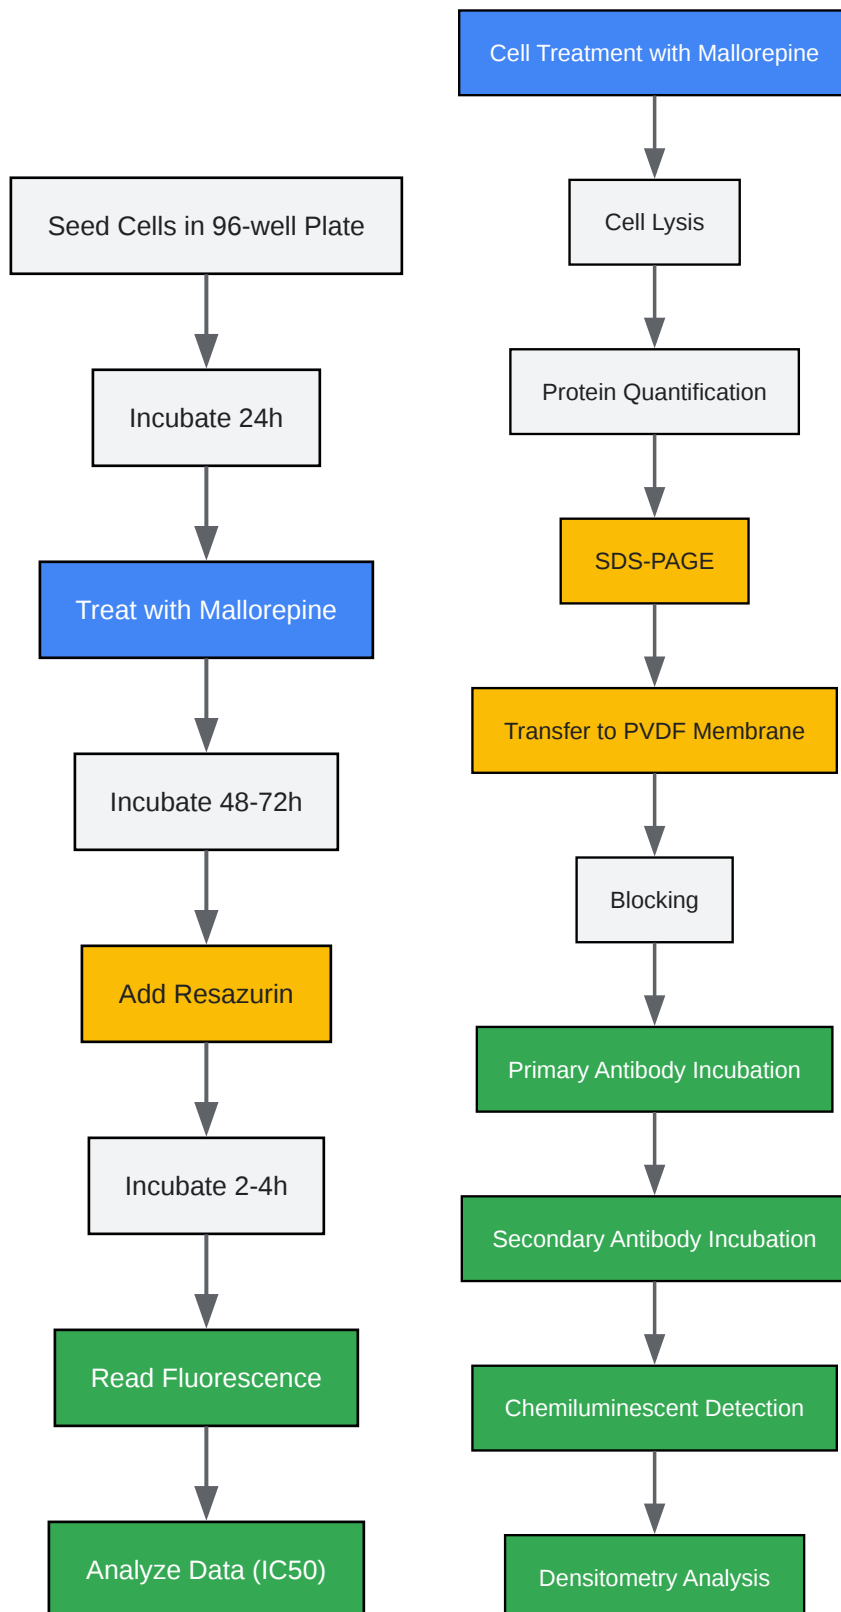 Seed Cells in 96-well Plate
Incubate 24h
Treat with Mallorepine
Incubate 48-72h
Add Resazurin
Incubate 2-4h
Read Fluorescence
Analyze Data (IC50)
Cell Treatment with Mallorepine
Cell Lysis
Protein Quantification
SDS-PAGE
Transfer to PVDF Membrane
Blocking
Primary Antibody Incubation
Secondary Antibody Incubation
Chemiluminescent Detection
Densitometry Analysis